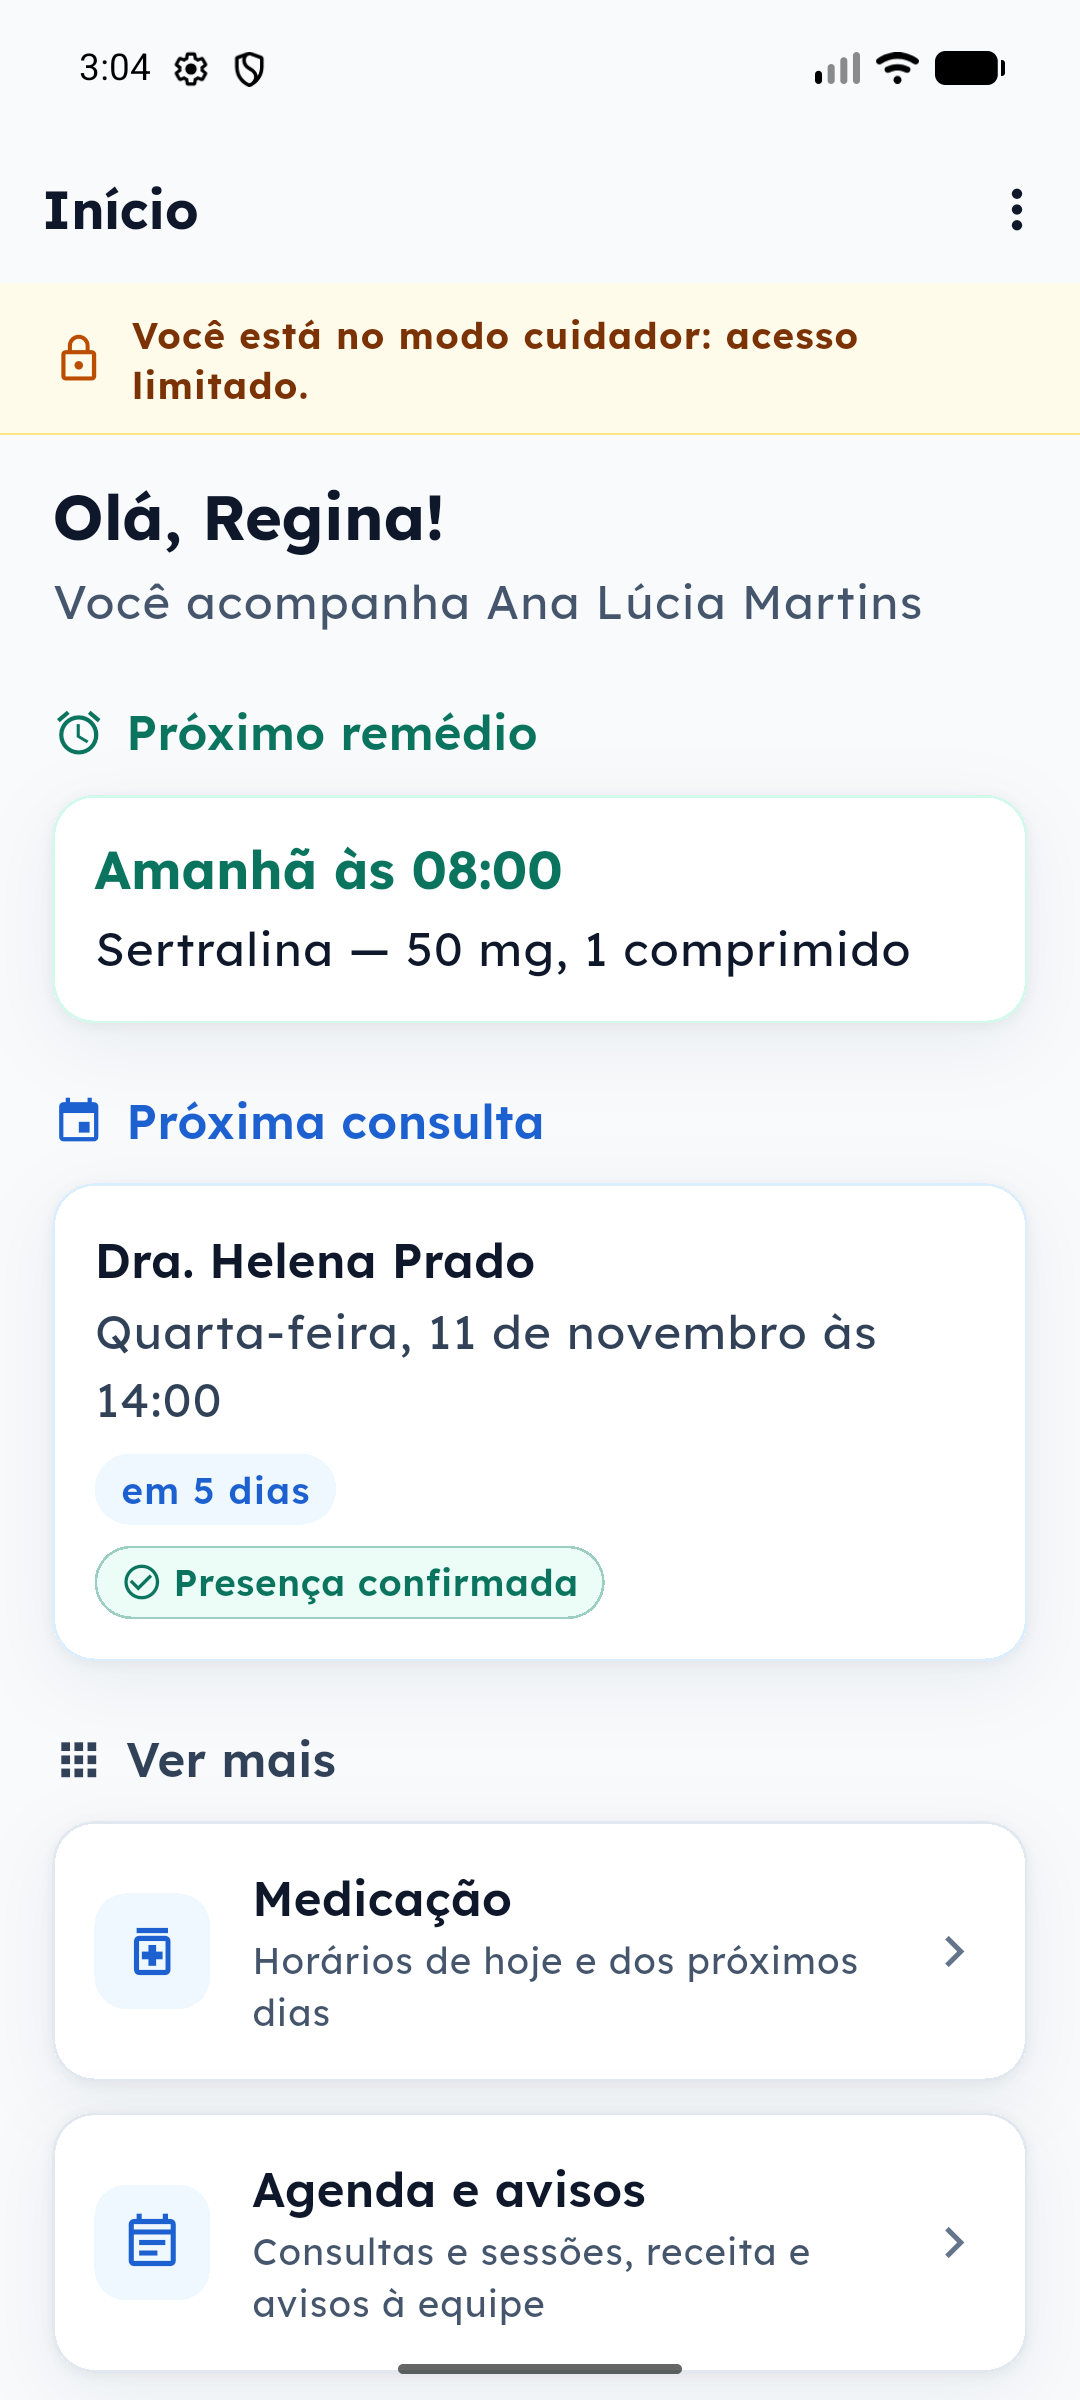 3:04
Início
Você está no modo cuidador: acesso
limitado.
Olá, Regina!
Você acompanha Ana Lúcia Martins
Próximo remédio
Amanhã às 08:00
Sertralina — 50 mg, 1 comprimido
Próxima consulta
Dra. Helena Prado
Quarta-feira, 11 de novembro às
14:00
em 5 dias
Presença confirmada
Ver mais
Medicação
Horários de hoje e dos próximos
dias
Agenda e avisos
Consultas e sessões, receita e
avisos à equipe